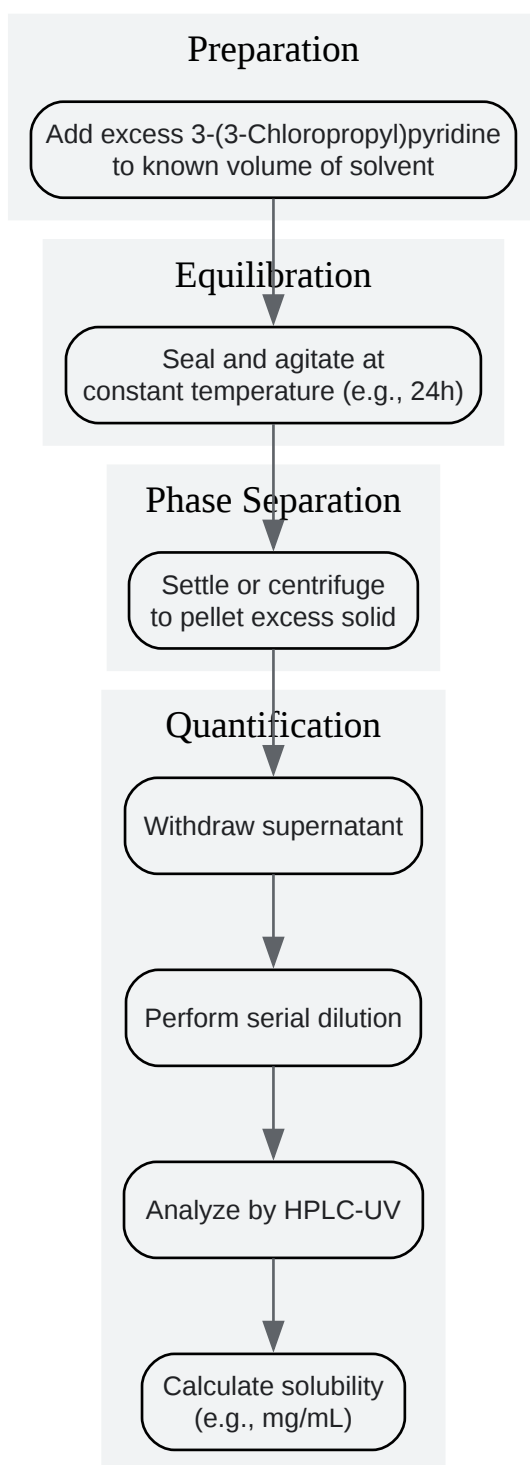 Preparation
Add excess 3-(3-Chloropropyl)pyridine
to known volume of solvent
Equilibration
Seal and agitate at
constant temperature (e.g., 24h)
Phase Separation
Settle or centrifuge
to pellet excess solid
Quantification
Withdraw supernatant
Perform serial dilution
Analyze by HPLC-UV
Calculate solubility
(e.g., mg/mL)